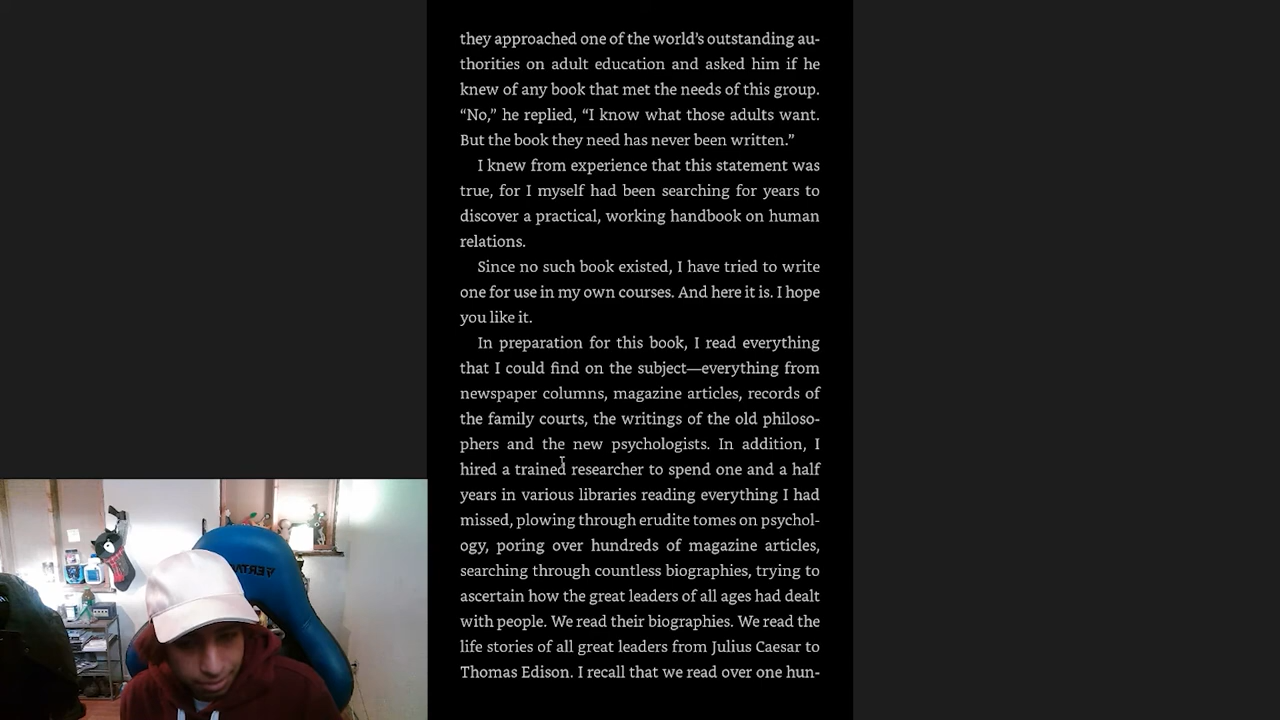 they approached one of the world's outstanding au-
thorities on adult education and asked him if he
knew of any book that met the needs of this group.
“No,” he replied, “I know what those adults want.
But the book they need has never been written.”
I knew from experience that this statement was
true, for I myself had been searching for years to
discover a practical, working handbook on human
relations.
Since no such book existed, I have tried to write
one for use in my own courses. And here it is. I hope
you like it.
In preparation for this book, I read everything
that I could find on the subject—everything from
newspaper columns, magazine articles, records of
the family courts, the writings of the old philoso-
phers and the new psychologists. In addition, I
hired a trained researcher to spend one and a half
years in various libraries reading everything I had
missed, plowing through erudite tomes on psychol-
ogy, poring over hundreds of magazine articles,
searching through countless biographies, trying to
ascertain how the great leaders of all ages had dealt
with people. We read their biographies. We read the
life stories of all great leaders from Julius Caesar to
Thomas Edison. I recall that we read over one hun-